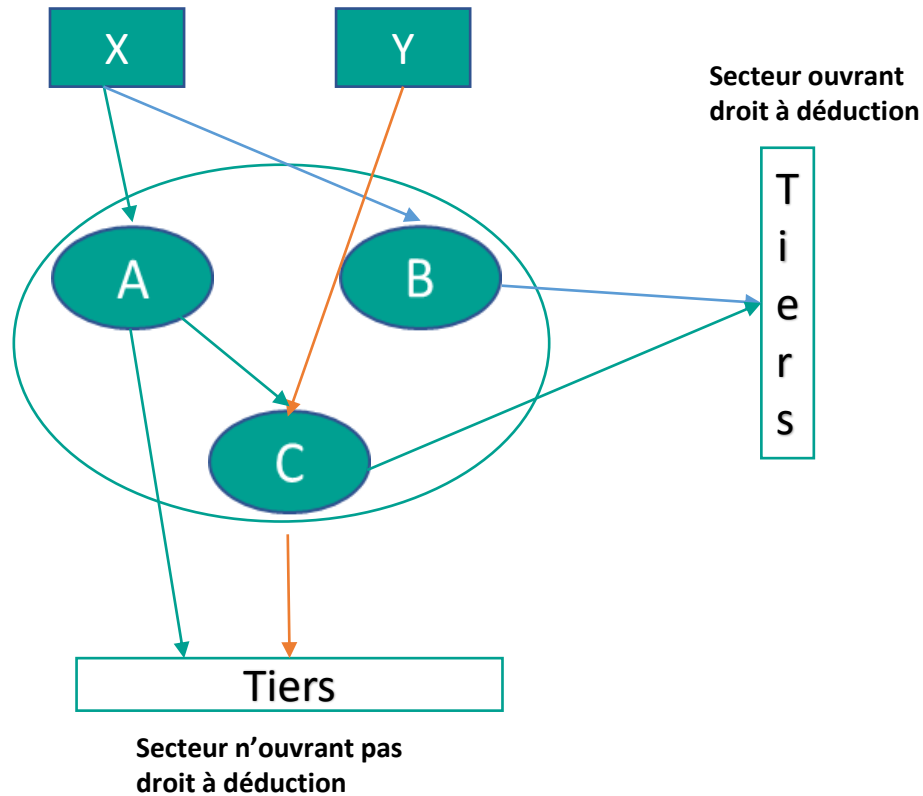 X
Y
Secteur ouvrant
droit à déduction
T
i
e
r
s
A
B
C
Tiers
Secteur n’ouvrant pas
droit à déduction